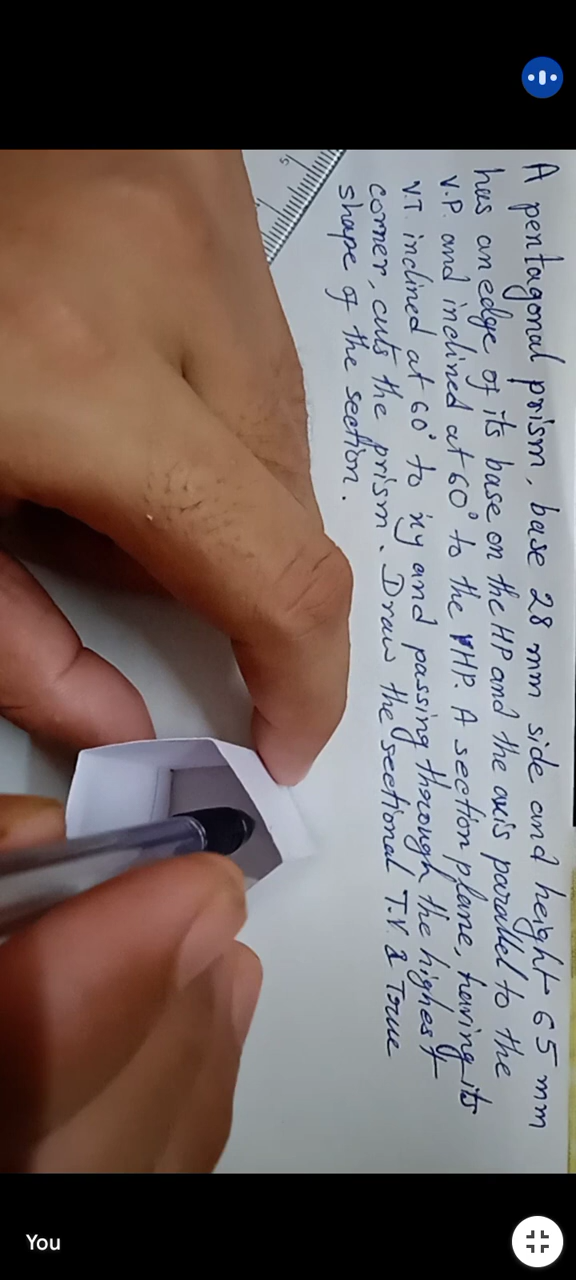 A pentagonal prism, base 28 mm side and height 65 mm
has an edge of its base on the HP and the axis parallel to the
V.P. and inclined at 60° to the HP. A section plane, having its
V.T. inclined at 60° to xy and passing through the highest
corner, cuts the prism. Draw the sectional T.V. & True
shape of the section.
5
You